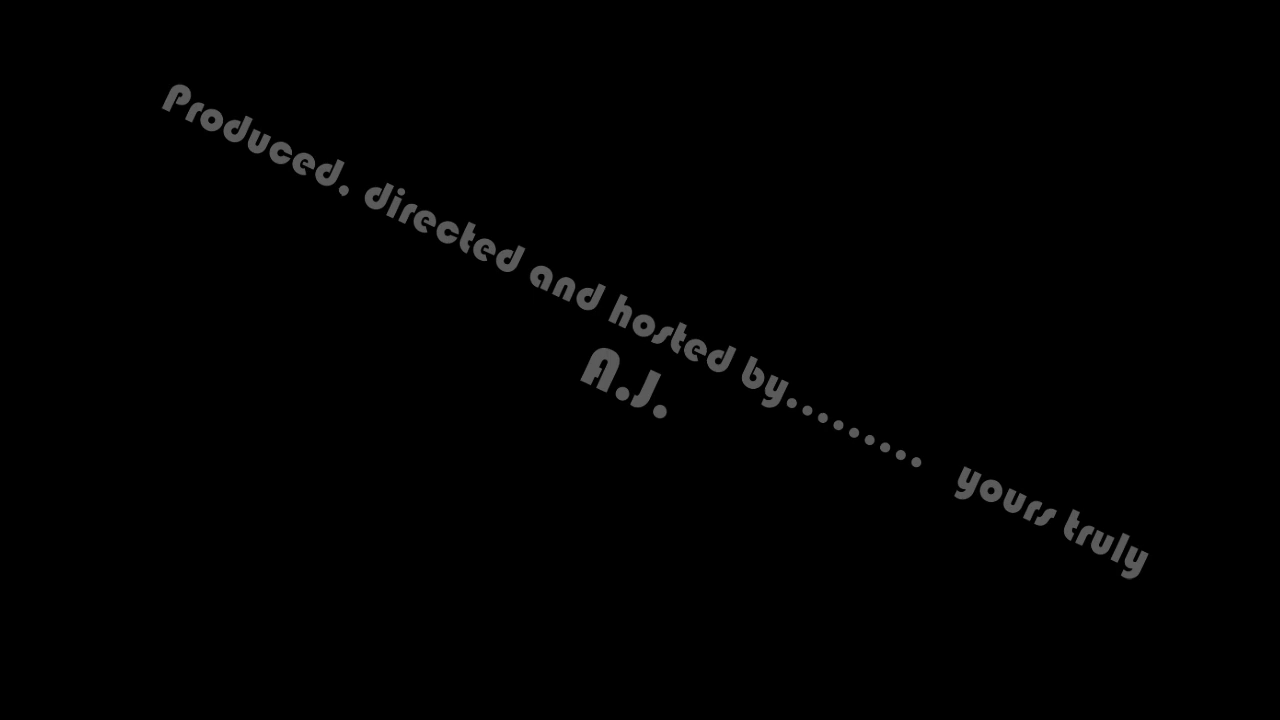 Produced. directed and hosted by......... yours truly
A.J.